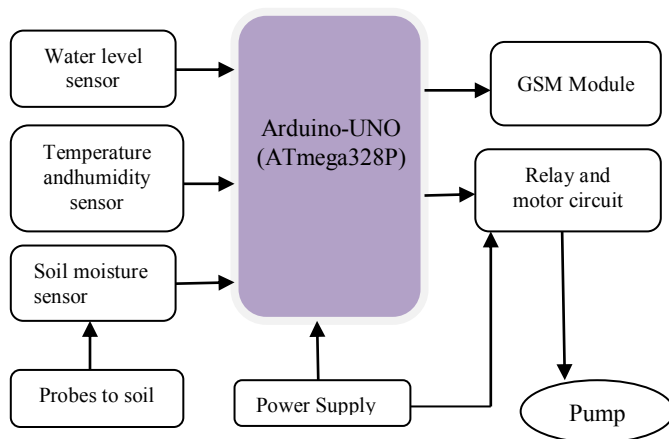 Water level
sensor
Temperature
andhumidity
sensor
Soil moisture
sensor
Probes to soil
Arduino-UNO
(ATmega328P)
Power Supply
GSM Module
Relay and
motor circuit
Pump